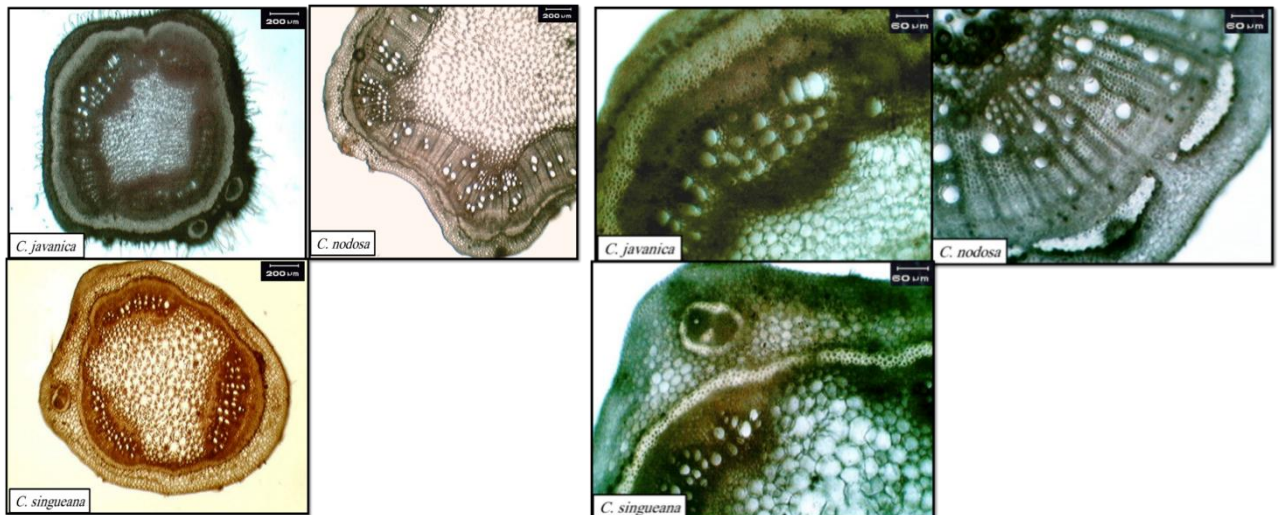 200 µm
200 µm
60 µm
60 µm
C. javanica
C. nodosa
C. javanica
C. nodosa
200 µm
60 µm
C. singueana
C. singueana